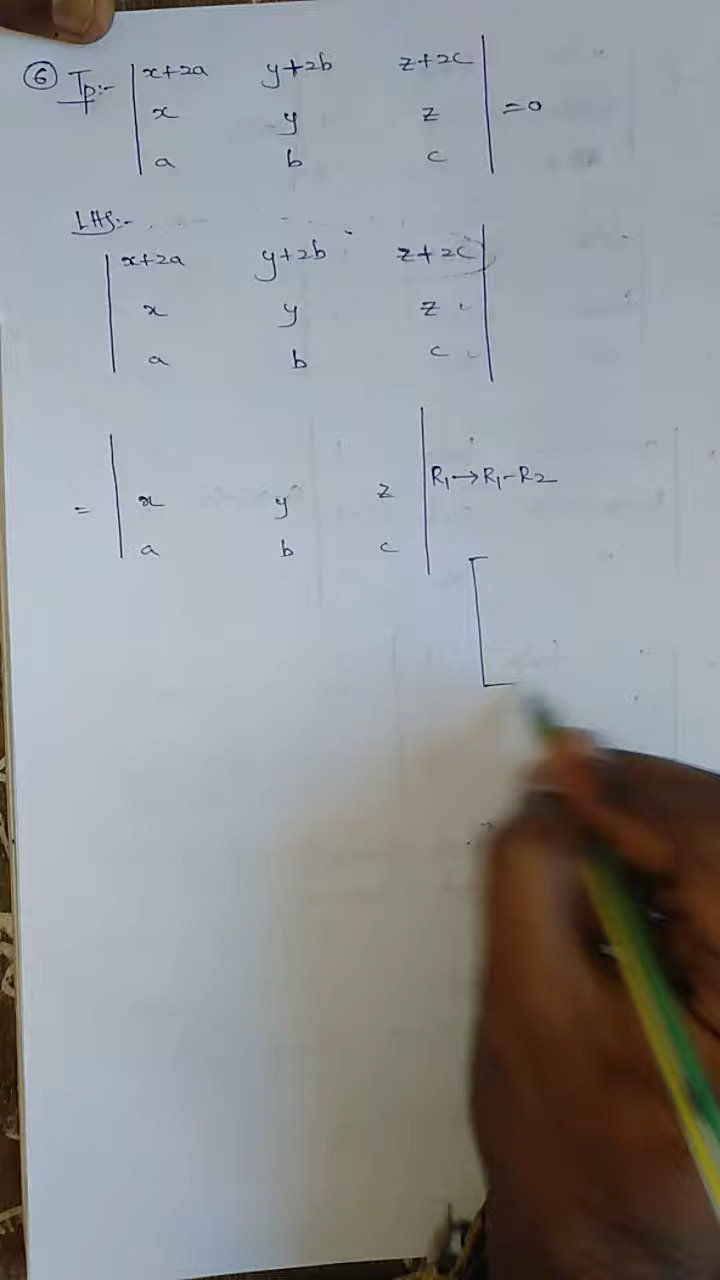 ⑥ Tp:- | x+2a y+2b z+2c |
| x y z | =0
| a b c |
LHS:-
| x+2a y+2b z+2c |
| x y z |
| a b c |
R₁→R₁-R2
= | x y z |
| a b c |